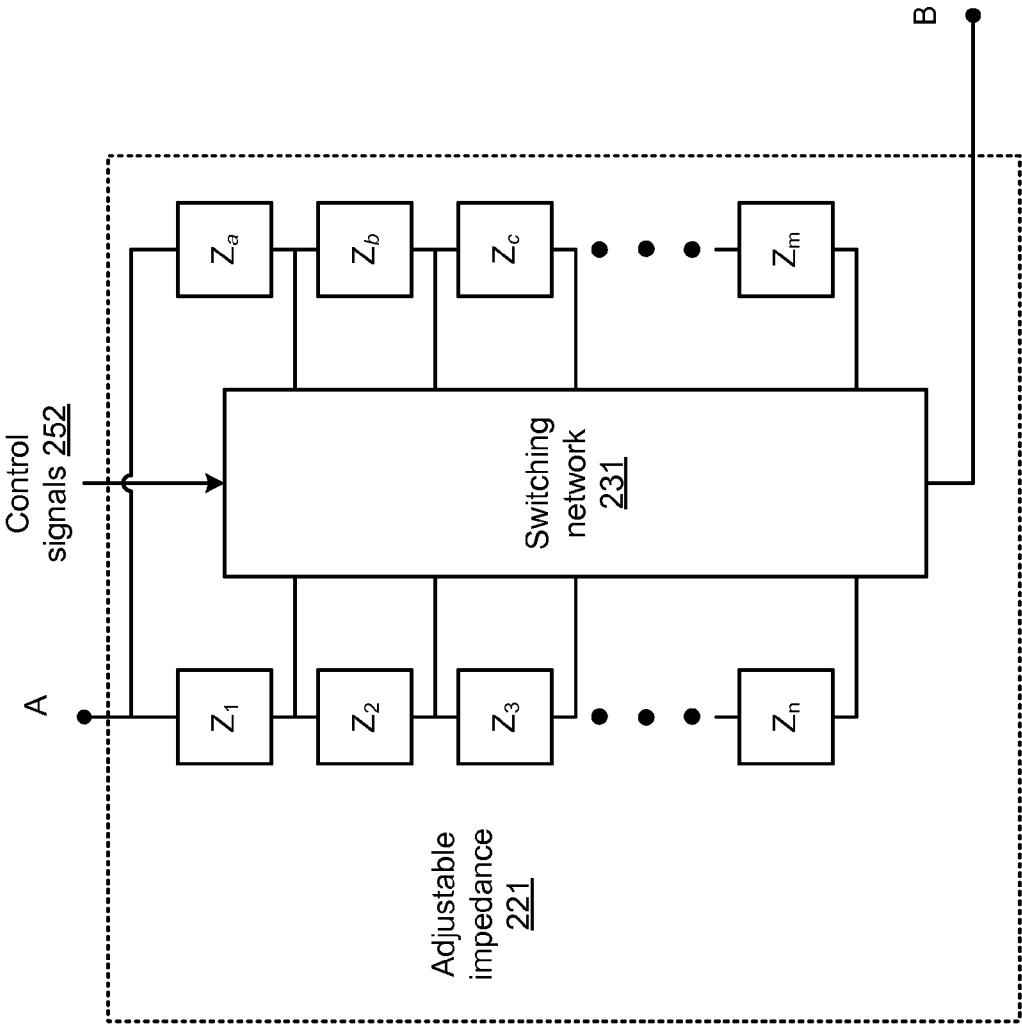 A
B
Control
signals 252
Z1
Z2
Z3
Zn
Za
Zb
Zc
Zm
Switching
network
231
Adjustable
impedance
221